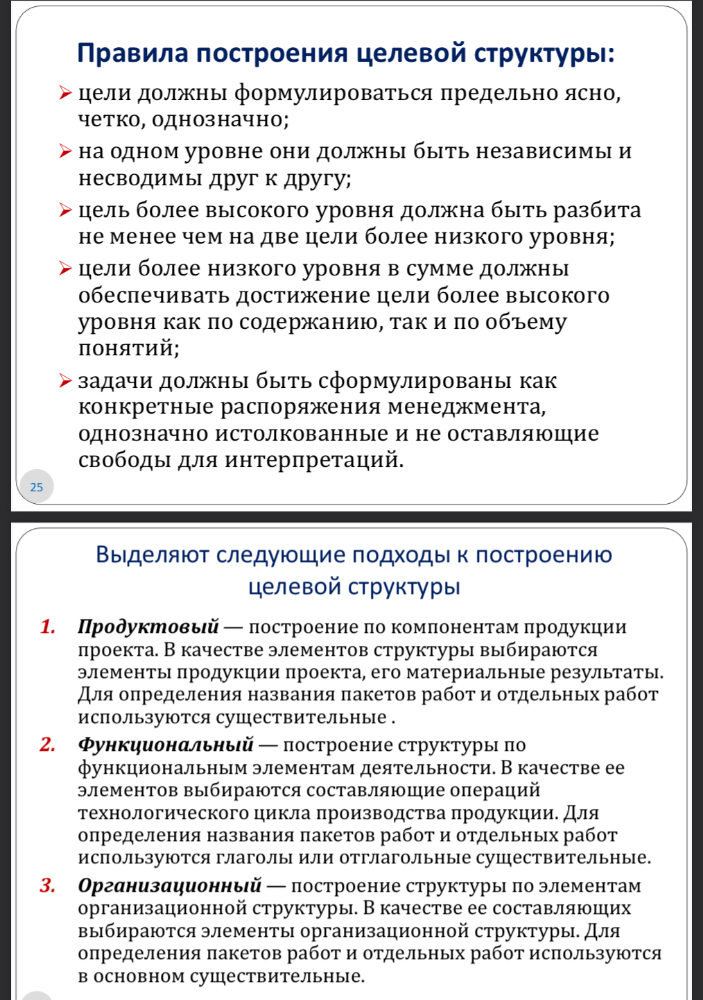 Правила построения целевой структуры:
цели должны формулироваться предельно ясно,
четко, однозначно;
на одном уровне они должны быть независимы и
несводимы друг к другу;
цель более высокого уровня должна быть разбита
не менее чем на две цели более низкого уровня;
цели более низкого уровня в сумме должны
обеспечивать достижение цели более высокого
уровня как по содержанию, так и по объему
понятий;
задачи должны быть сформулированы как
конкретные распоряжения менеджмента,
однозначно истолкованные и не оставляющие
свободы для интерпретаций.
25
Выделяют следующие подходы к построению
целевой структуры
1. Продуктовый — построение по компонентам продукции
проекта. В качестве элементов структуры выбираются
элементы продукции проекта, его материальные результаты.
Для определения названия пакетов работ и отдельных работ
используются существительные .
2. Функциональный — построение структуры по
функциональным элементам деятельности. В качестве ее
элементов выбираются составляющие операций
технологического цикла производства продукции. Для
определения названия пакетов работ и отдельных работ
используются глаголы или отглагольные существительные.
3. Организационный — построение структуры по элементам
организационной структуры. В качестве ее составляющих
выбираются элементы организационной структуры. Для
определения пакетов работ и отдельных работ используются
в основном существительные.